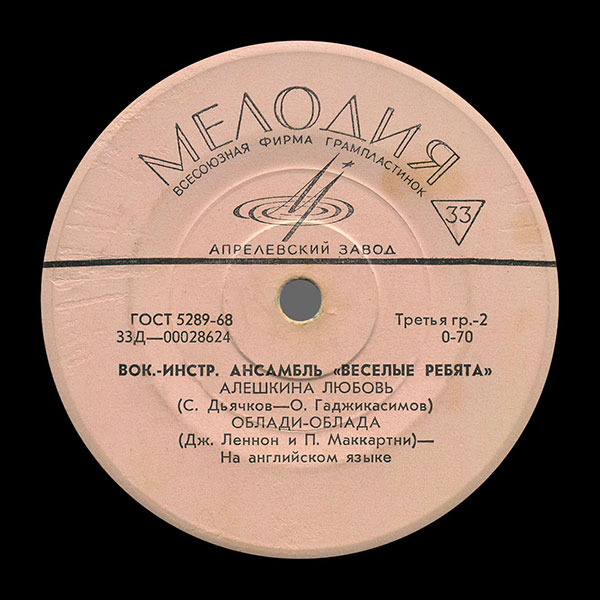 МЕЛОДИЯ
ВСЕСОЮЗНАЯ ФИРМА ГРАМПЛАСТИНОК
33
АПРЕЛЕВСКИЙ ЗАВОД
ГОСТ 5289-68
Третья гр.-2
33Д—00028624
0-70
ВОК.-ИНСТР. АНСАМБЛЬ «ВЕСЕЛЫЕ РЕБЯТА»
АЛЕШКИНА ЛЮБОВЬ
(С. Дьячков—О. Гаджикасимов)
ОБЛАДИ-ОБЛАДА
(Дж. Леннон и П. Маккартни)—
На английском языке